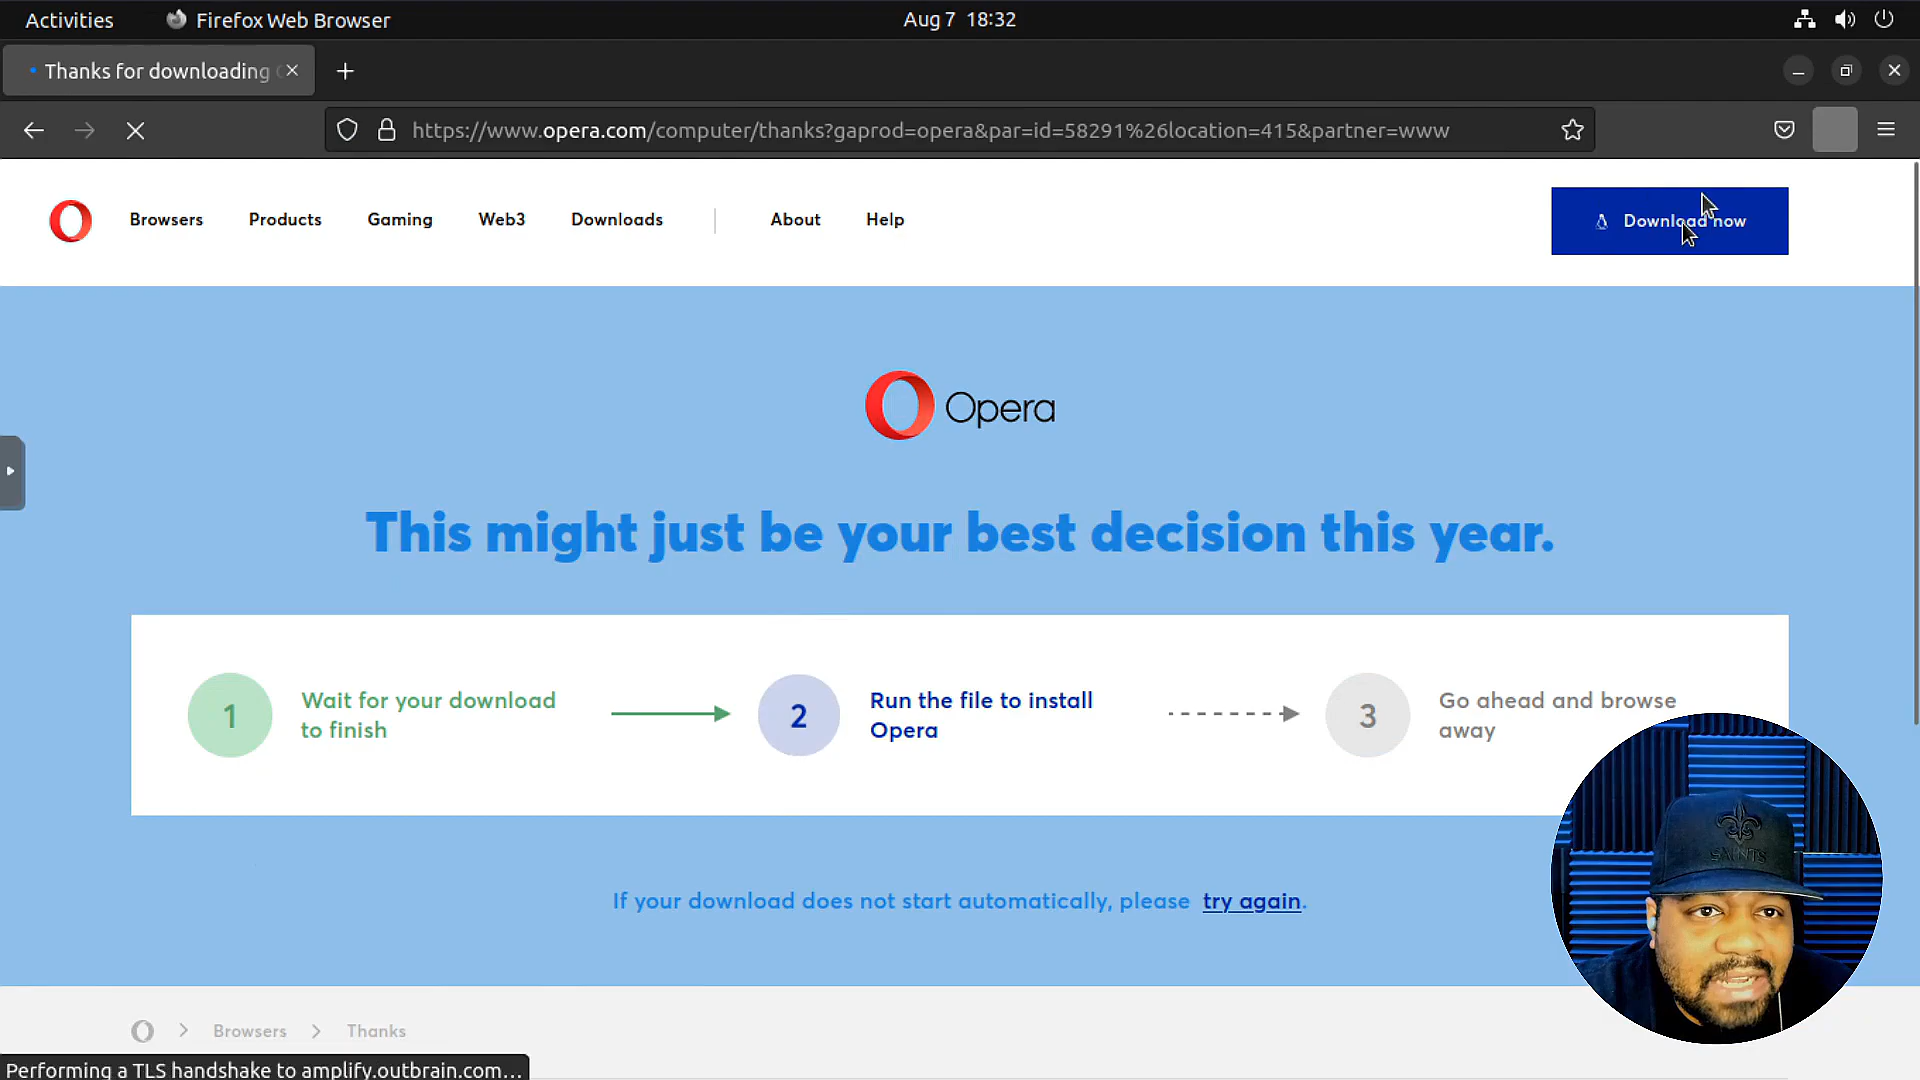 Activities
Firefox Web Browser
Aug 7 18:32
Thanks for downloading
https://www.opera.com/computer/thanks?gaprod=opera&par=id=58291%26location=415&partner=www
Browsers
Products
Gaming
Web3
Downloads
About
Help
Download now
Opera
This might just be your best decision this year.
1
Wait for your download
to finish
2
Run the file to install
Opera
3
Go ahead and browse
away
If your download does not start automatically, please try again.
SAINTS
Browsers
Thanks
Performing a TLS handshake to amplify.outbrain.com...